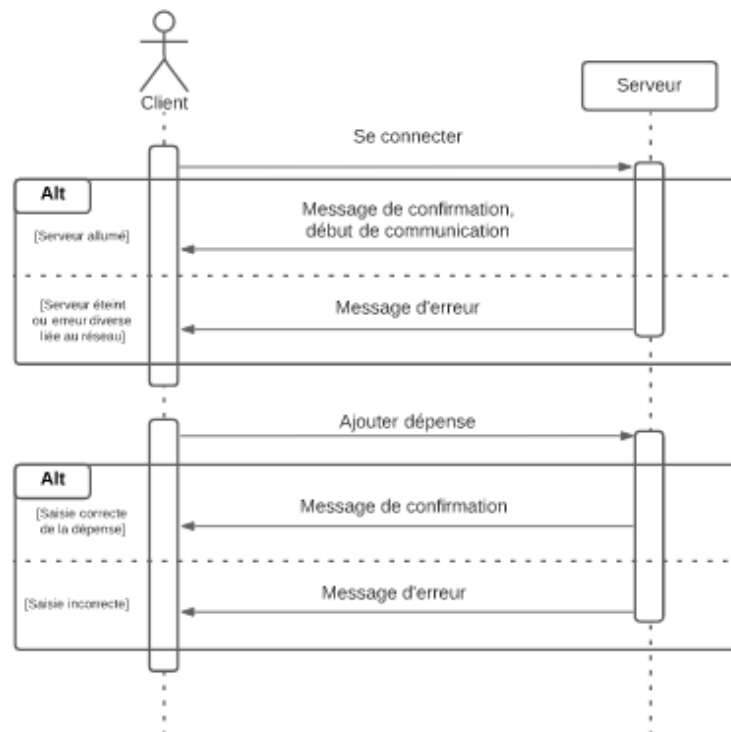 Client
Serveur
Se connecter
Alt
[Serveur allumé]
Message de confirmation,
début de communication
[Serveur éteint
ou erreur diverse
liée au réseau]
Message d'erreur
Ajouter dépense
Alt
[Saisie correcte
de la dépense]
Message de confirmation
[Saisie incorrecte]
Message d'erreur